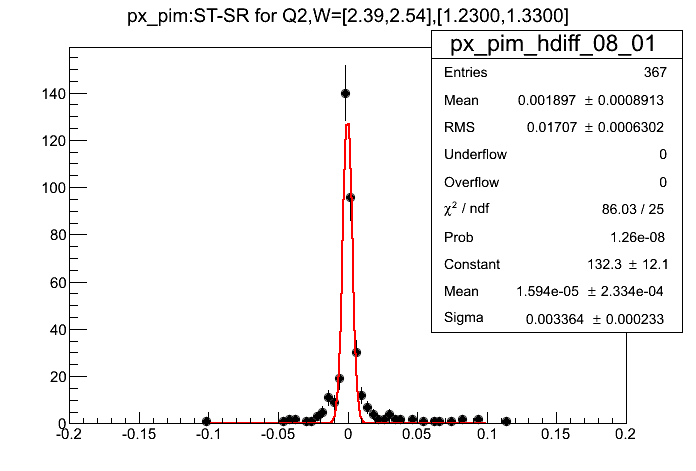 px_pim:ST-SR for Q2,W=[2.39,2.54],[1.2300,1.3300]
px_pim_hdiff_08_01
Entries 367
Mean 0.001897 ± 0.0008913
RMS 0.01707 ± 0.0006302
Underflow 0
Overflow 0
χ² / ndf 86.03 / 25
Prob 1.26e-08
Constant 132.3 ± 12.1
Mean 1.594e-05 ± 2.334e-04
Sigma 0.003364 ± 0.000233
140
120
100
80
60
40
20
0
-0.2 -0.15 -0.1 -0.05 0 0.05 0.1 0.15 0.2